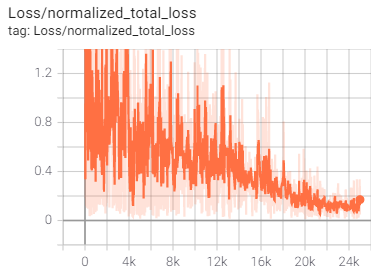 Loss/normalized_total_loss
tag: Loss/normalized_total_loss
1.2
0.8
0.4
0
0 4k 8k 12k 16k 20k 24k